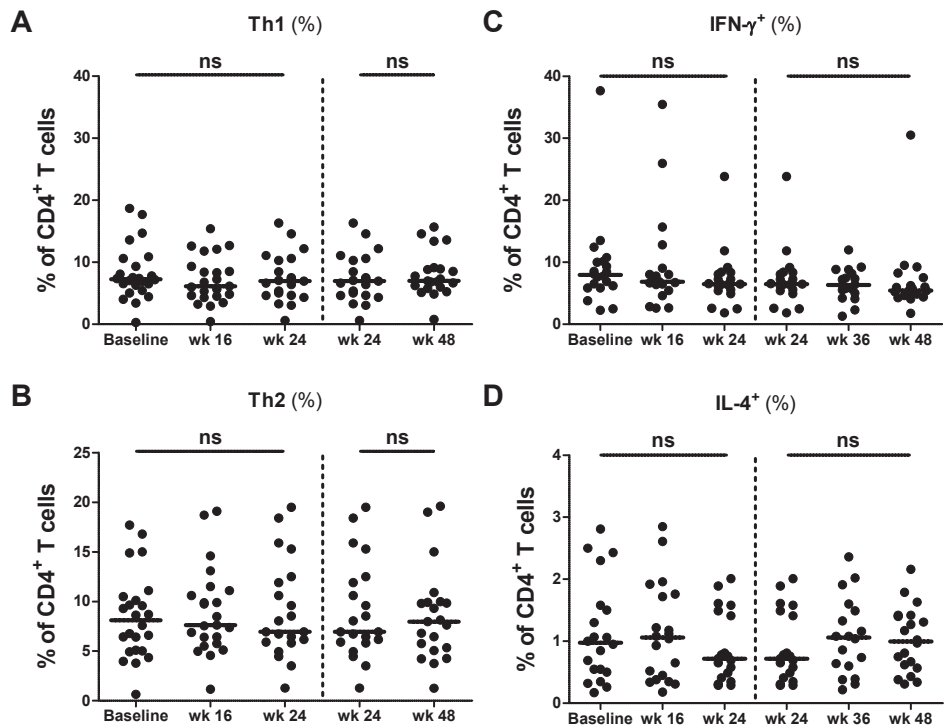 A
Th1 (%)
ns
ns
% of CD4⁺ T cells
40
30
20
10
0
Baseline
wk 16
wk 24
wk 24
wk 48
C
IFN-γ⁺ (%)
ns
ns
% of CD4⁺ T cells
40
30
20
10
0
Baseline
wk 16
wk 24
wk 24
wk 36
wk 48
B
Th2 (%)
ns
ns
% of CD4⁺ T cells
25
20
15
10
5
0
Baseline
wk 16
wk 24
wk 24
wk 48
D
IL-4⁺ (%)
ns
ns
% of CD4⁺ T cells
4
3
2
1
0
Baseline
wk 16
wk 24
wk 24
wk 36
wk 48